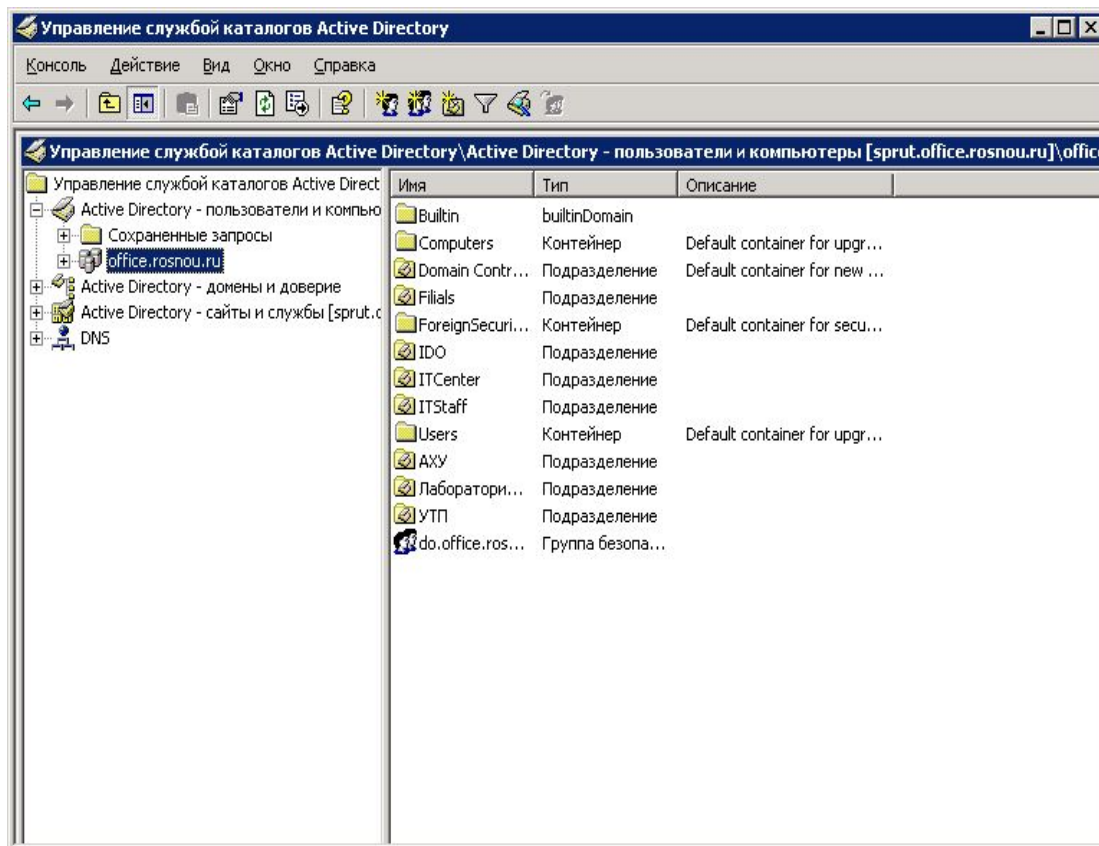 Управление службой каталогов Active Directory
Консоль Действие Вид Окно Справка
Управление службой каталогов Active Directory\Active Directory - пользователи и компьютеры [sprut.office.rosnou.ru]\offic
Управление службой каталогов Active Direct
Active Directory - пользователи и компью
Сохраненные запросы
office.rosnou.ru
Active Directory - домены и доверие
Active Directory - сайты и службы [sprut.o
DNS
Имя Тип Описание
Builtin builtinDomain
Computers Контейнер Default container for upgr...
Domain Contr... Подразделение Default container for new ...
Filials Подразделение
ForeignSecuri... Контейнер Default container for secu...
IDO Подразделение
ITCenter Подразделение
ITStaff Подразделение
Users Контейнер Default container for upgr...
АХУ Подразделение
Лаборатори... Подразделение
УТП Подразделение
do.office.ros... Группа безопа...